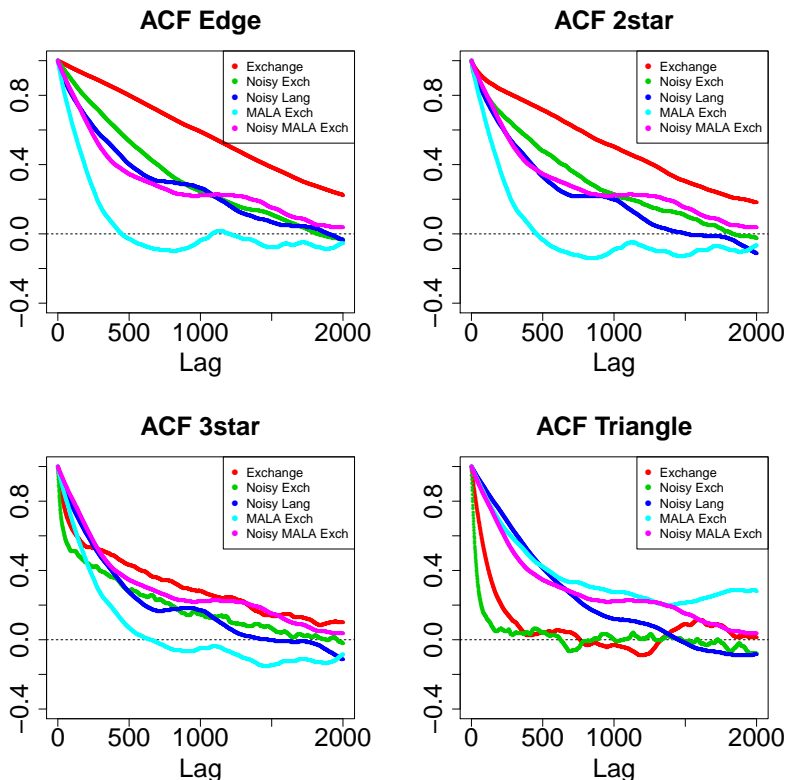 ACF Edge
0.8
0.4
0.0
−0.4
Exchange
Noisy Exch
Noisy Lang
MALA Exch
Noisy MALA Exch
0 500 1000 2000
Lag
ACF 2star
0.8
0.4
0.0
−0.4
Exchange
Noisy Exch
Noisy Lang
MALA Exch
Noisy MALA Exch
0 500 1000 2000
Lag
ACF 3star
0.8
0.4
0.0
−0.4
Exchange
Noisy Exch
Noisy Lang
MALA Exch
Noisy MALA Exch
0 500 1000 2000
Lag
ACF Triangle
0.8
0.4
0.0
−0.4
Exchange
Noisy Exch
Noisy Lang
MALA Exch
Noisy MALA Exch
0 500 1000 2000
Lag